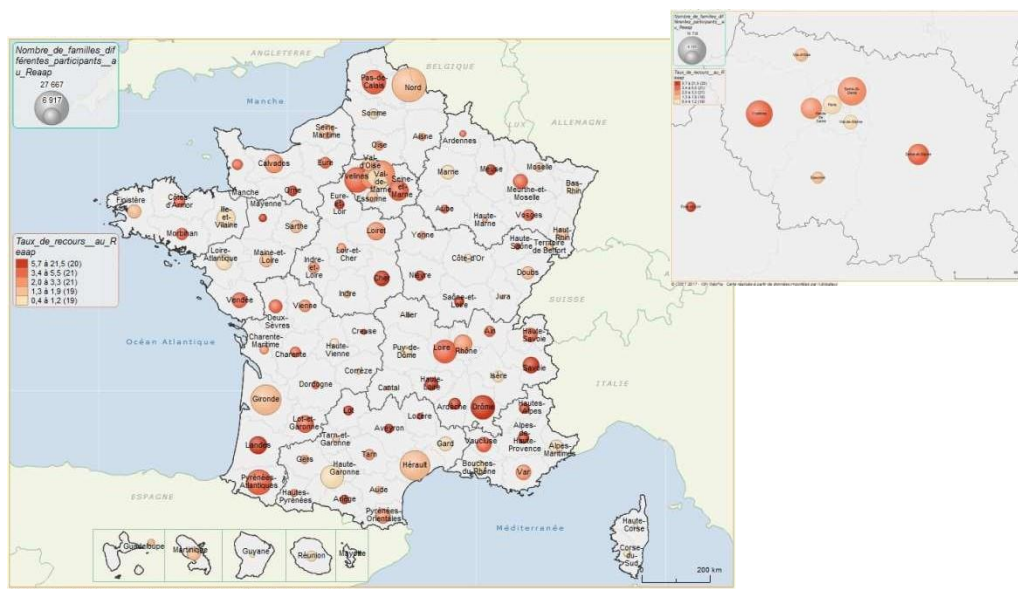 Nombre_de_familles_dif
férentes_participants__a
u_Reaap
27 667
6 917
ANGLETERRE
BELGIQUE
LUX
ALLEMAGNE
Manche
Pas-de-
Calais
Nord
Somme
Seine-
Maritime
Oise
Aisne
Ardennes
Calvados
Eure
Val-
d'Oise
Yvelines
Val-
de-
Marne
Seine-
et-
Marne
Essonne
Marne
Meuse
Moselle
Meurthe-et-
Moselle
Bas-
Rhin
Manche
Orne
Eure-et-
Loir
Aube
Haute-
Marne
Vosges
Haut-
Rhin
Finistère
Côtes-
d'Armor
Ille-et-
Vilaine
Mayenne
Sarthe
Loiret
Yonne
Haute-
Saône
Territoire
de Belfort
Morbihan
Taux_de_recours__au_R
eaap
5,7 à 21,5 (20)
3,4 à 5,5 (21)
2,0 à 3,3 (21)
1,3 à 1,9 (19)
0,4 à 1,2 (19)
Loire-
Atlantique
Maine-et-
Loire
Indre-
et-Loire
Loir-et-
Cher
Cher
Nièvre
Côte-d'Or
Doubs
Vendée
Deux-
Sèvres
Vienne
Indre
Saône-et-
Loire
Jura
SUISSE
Allier
Océan Atlantique
Charente-
Maritime
Charente
Haute-
Vienne
Creuse
Puy-de-
Dôme
Loire
Rhône
Ain
Haute-
Savoie
Savoie
Isère
ITALIE
Corrèze
Dordogne
Cantal
Haute-
Loire
Gironde
Lot-et-
Garonne
Lot
Aveyron
Lozère
Ardèche
Drôme
Hautes-
Alpes
Alpes-
de-
Haute-
Provence
Alpes-
Maritimes
Landes
Tarn-et-
Garonne
Gers
Haute-
Garonne
Tarn
Hérault
Gard
Vaucluse
Bouches-
du-Rhône
Var
Pyrénées-
Atlantiques
Hautes-
Pyrénées
Ariège
Aude
Pyrénées-
Orientales
ESPAGNE
Méditerranée
Haute-
Corse
Corse-
du-
Sud
Guadeloupe
Martinique
Guyane
Réunion
Mayotte
200 km